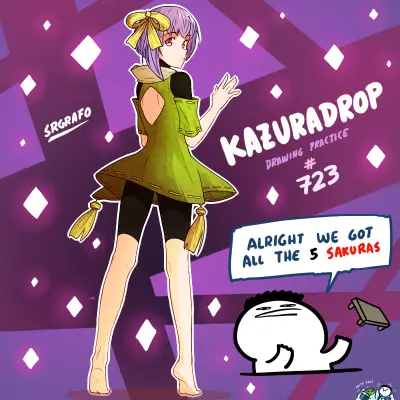 SRGRAFO
KAZURADROP
DRAWING PRACTICE
#
723
ALRIGHT WE GOT
ALL THE 5 SAKURAS